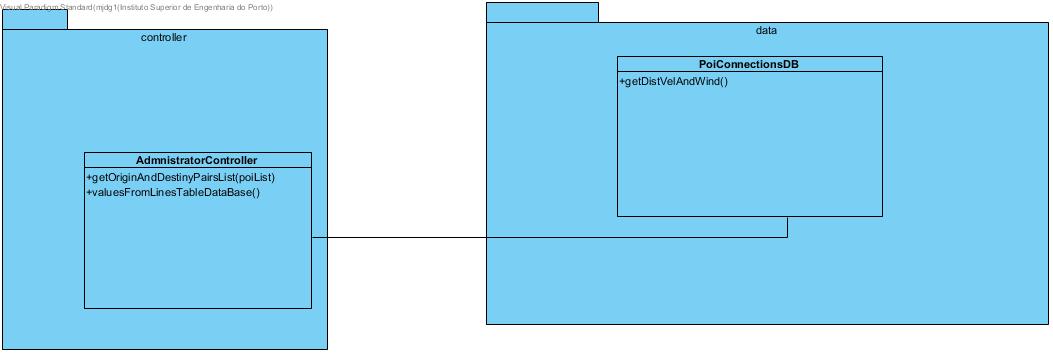 Visual Paradigm Standard(mjdg1(Instituto Superior de Engenharia do Porto))
controller
data
PoiConnectionsDB
+getDistVelAndWind()
AdmnistratorController
+getOriginAndDestinyPairsList(poiList)
+valuesFromLinesTableDataBase()